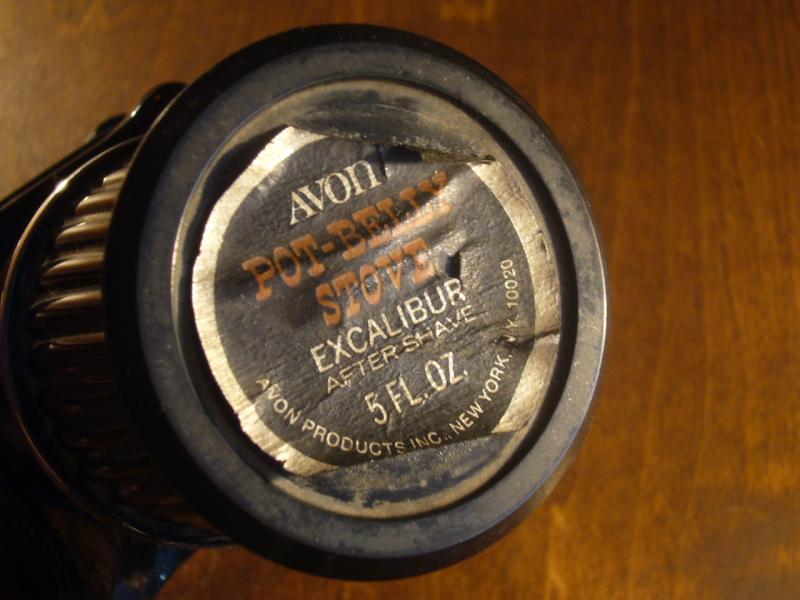 AVON
POT-BELLY
STOVE
EXCALIBUR
AFTER SHAVE
5 FL. OZ.
AVON PRODUCTS INC., NEW YORK, N.Y. 10020